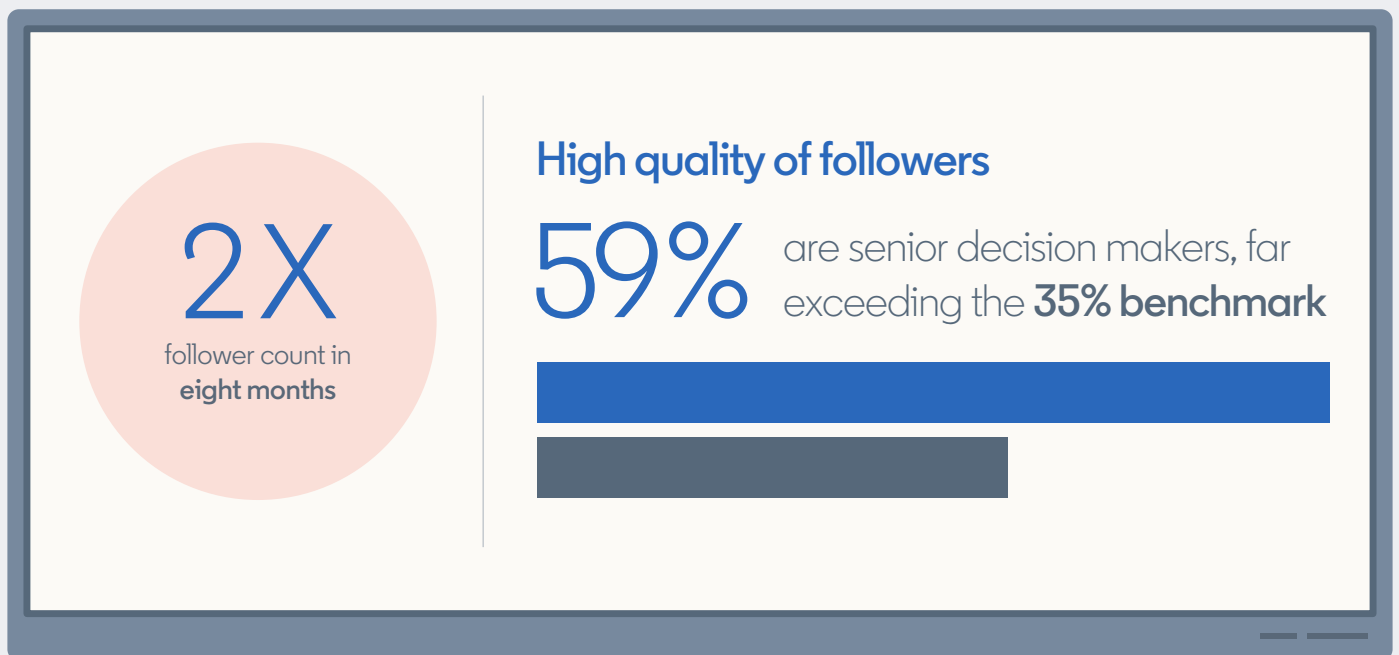 2X
follower count in
eight months
High quality of followers
59%
are senior decision makers, far
exceeding the 35% benchmark